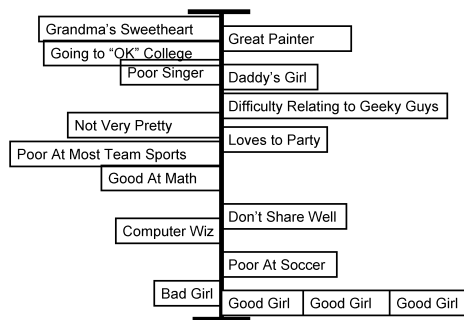 Grandma's Sweetheart
Great Painter
Going to "OK" College
Poor Singer
Daddy's Girl
Difficulty Relating to Geeky Guys
Not Very Pretty
Loves to Party
Poor At Most Team Sports
Good At Math
Don't Share Well
Computer Wiz
Poor At Soccer
Bad Girl
Good Girl Good Girl Good Girl